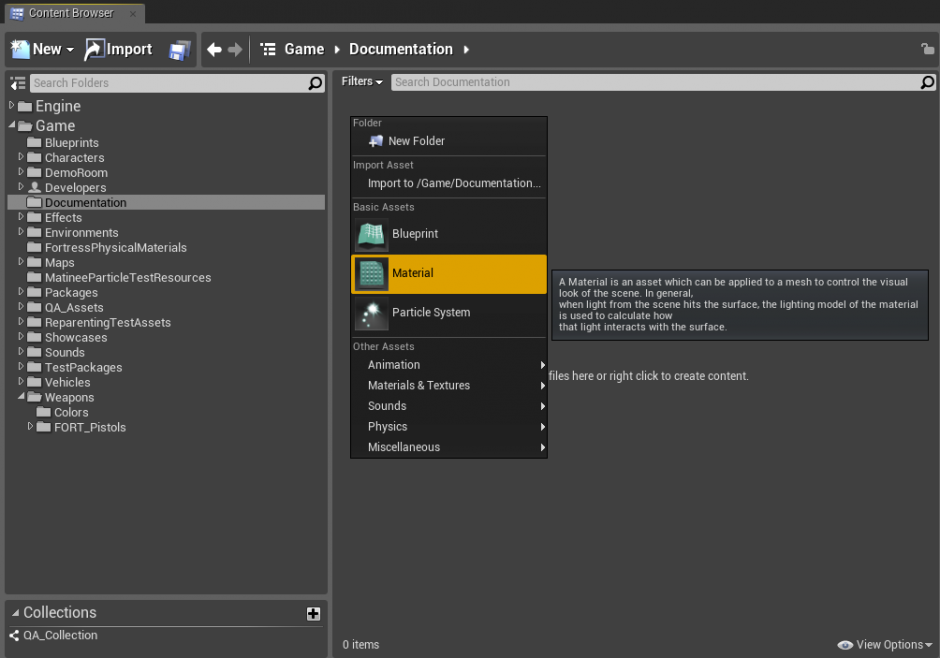 Content Browser
New
Import
Game
Documentation
Search Folders
Filters
Search Documentation
Engine
Game
Blueprints
Characters
DemoRoom
Developers
Documentation
Effects
Environments
FortressPhysicalMaterials
Maps
MatineeParticleTestResources
Packages
QA_Assets
ReparentingTestAssets
Showcases
Sounds
TestPackages
Vehicles
Weapons
Colors
FORT_Pistols
Collections
QA_Collection
Folder
New Folder
Import Asset
Import to /Game/Documentation...
Basic Assets
Blueprint
Material
Particle System
Other Assets
Animation
Materials & Textures
Sounds
Physics
Miscellaneous
A Material is an asset which can be applied to a mesh to control the visual
look of the scene. In general,
when light from the scene hits the surface, the lighting model of the material
is used to calculate how
that light interacts with the surface.
files here or right click to create content.
0 items
View Options